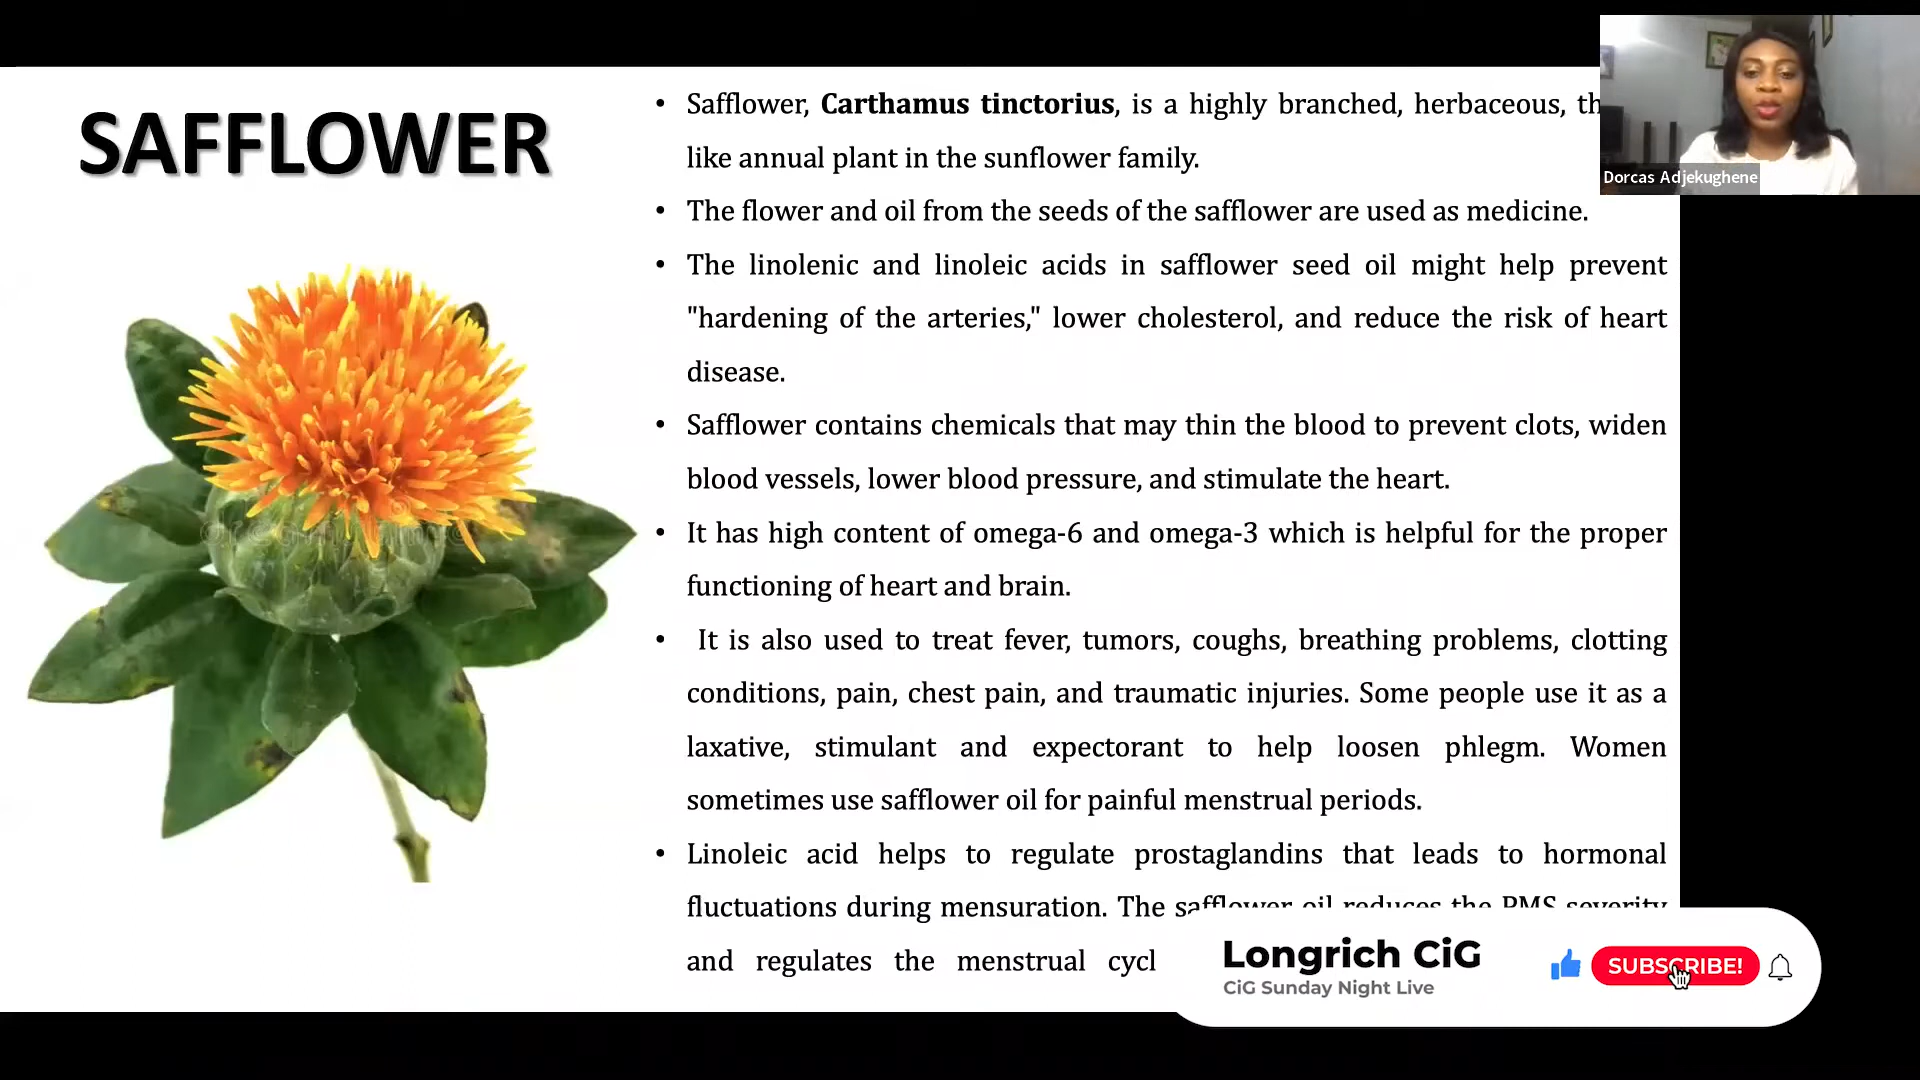 SAFFLOWER
• Safflower, Carthamus tinctorius, is a highly branched, herbaceous,
like annual plant in the sunflower family.
• The flower and oil from the seeds of the safflower are used as medicine.
• The linolenic and linoleic acids in safflower seed oil might help prevent
"hardening of the arteries," lower cholesterol, and reduce the risk of heart
disease.
• Safflower contains chemicals that may thin the blood to prevent clots, widen
blood vessels, lower blood pressure, and stimulate the heart.
• It has high content of omega-6 and omega-3 which is helpful for the proper
functioning of heart and brain.
• It is also used to treat fever, tumors, coughs, breathing problems, clotting
conditions, pain, chest pain, and traumatic injuries. Some people use it as a
laxative, stimulant and expectorant to help loosen phlegm. Women
sometimes use safflower oil for painful menstrual periods.
• Linoleic acid helps to regulate prostaglandins that leads to hormonal
fluctuations during mensuration. The safflower oil reduces the PMS severity
and regulates the menstrual cycl
Dorcas Adjekughene
Longrich CiG
CiG Sunday Night Live
SUBSCRIBE!